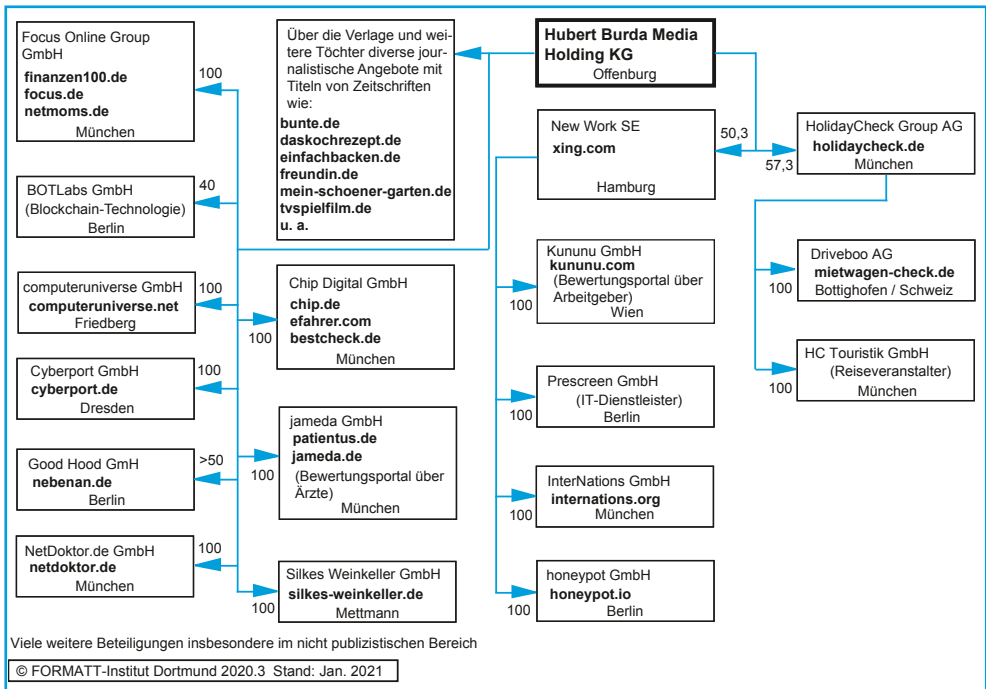 Focus Online Group
GmbH
finanzen100.de
focus.de
netmoms.de
München
100
Über die Verlage und wei-
tere Töchter diverse jour-
nalistische Angebote mit
Titeln von Zeitschriften
wie:
bunte.de
daskochrezept.de
einfachbacken.de
freundin.de
mein-schoener-garten.de
tvspielfilm.de
u. a.
Hubert Burda Media
Holding KG
Offenburg
New Work SE
xing.com
Hamburg
50,3
57,3
HolidayCheck Group AG
holidaycheck.de
München
BOTLabs GmbH
(Blockchain-Technologie)
Berlin
40
computeruniverse GmbH
computeruniverse.net
Friedberg
100
Chip Digital GmbH
chip.de
efahrer.com
bestcheck.de
München
100
Kununu GmbH
kununu.com
(Bewertungsportal über
Arbeitgeber)
Wien
100
Driveboo AG
mietwagen-check.de
Bottighofen / Schweiz
100
Cyberport GmbH
cyberport.de
Dresden
100
Prescreen GmbH
(IT-Dienstleister)
Berlin
100
HC Touristik GmbH
(Reiseveranstalter)
München
100
Good Hood GmH
nebenan.de
Berlin
>50
jameda GmbH
patientus.de
jameda.de
(Bewertungsportal über
Ärzte)
München
100
InterNations GmbH
internations.org
München
100
NetDoktor.de GmbH
netdoktor.de
München
100
Silkes Weinkeller GmbH
silkes-weinkeller.de
Mettmann
100
honeypot GmbH
honeypot.io
Berlin
100
Viele weitere Beteiligungen insbesondere im nicht publizistischen Bereich
© FORMATT-Institut Dortmund 2020.3 Stand: Jan. 2021